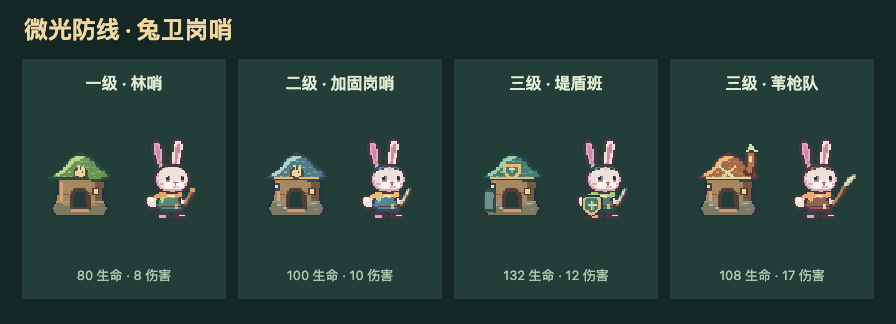 微光防线 · 兔卫岗哨
一级 · 林哨
80 生命 · 8 伤害
二级 · 加固岗哨
100 生命 · 10 伤害
三级 · 堤盾班
132 生命 · 12 伤害
三级 · 苇枪队
108 生命 · 17 伤害